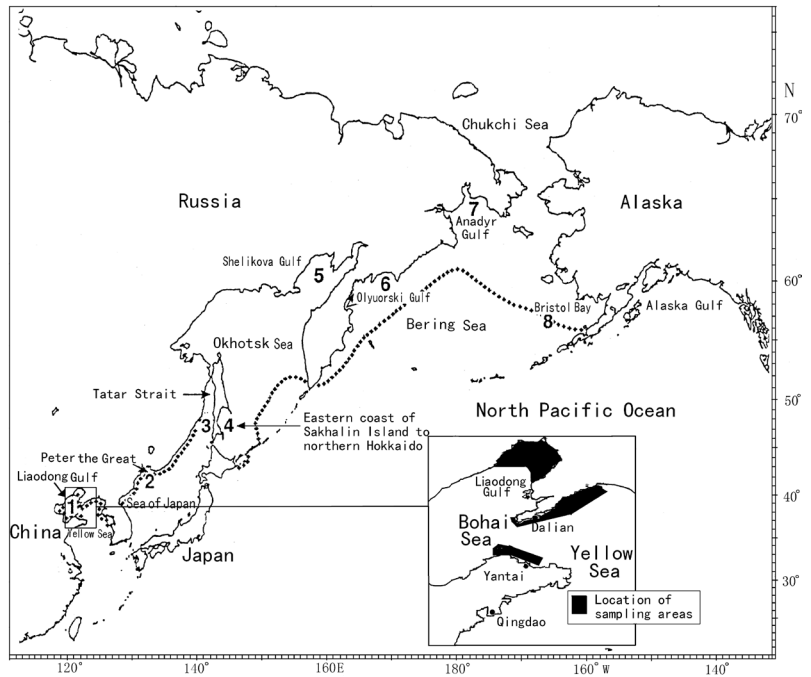 N
70°
Chukchi Sea
Russia
Alaska
7
Anadyr
Gulf
Shelikova Gulf
5
6
60°
Olyuorski Gulf
Bristol Bay
Alaska Gulf
8
Bering Sea
Okhotsk Sea
Tatar Strait
50°
North Pacific Ocean
3
4
Eastern coast of
Sakhalin Island to
northern Hokkaido
Peter the Great
Liaodong Gulf
2
Sea of Japan
1
China
Yellow Sea
Japan
40°
30°
Liaodong
Gulf
Dalian
Bohai
Sea
Yellow
Sea
Yantai
Qingdao
Location of
sampling areas
120°
140°
160°E
180°
160° W
140°